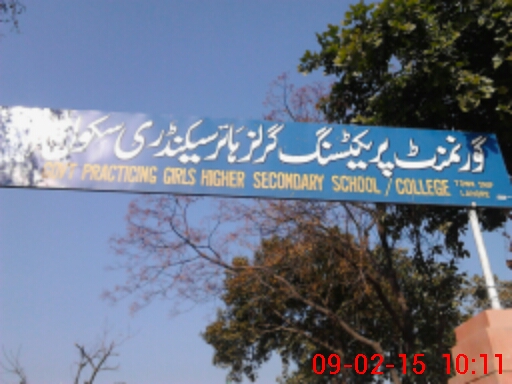 گورنمنٹ پریکٹسنگ گرلز ہائر سیکنڈری سکول
GOVT PRACTICING GIRLS HIGHER SECONDARY SCHOOL / COLLEGE TOWN SHIP LAHORE
09-02-15 10:11